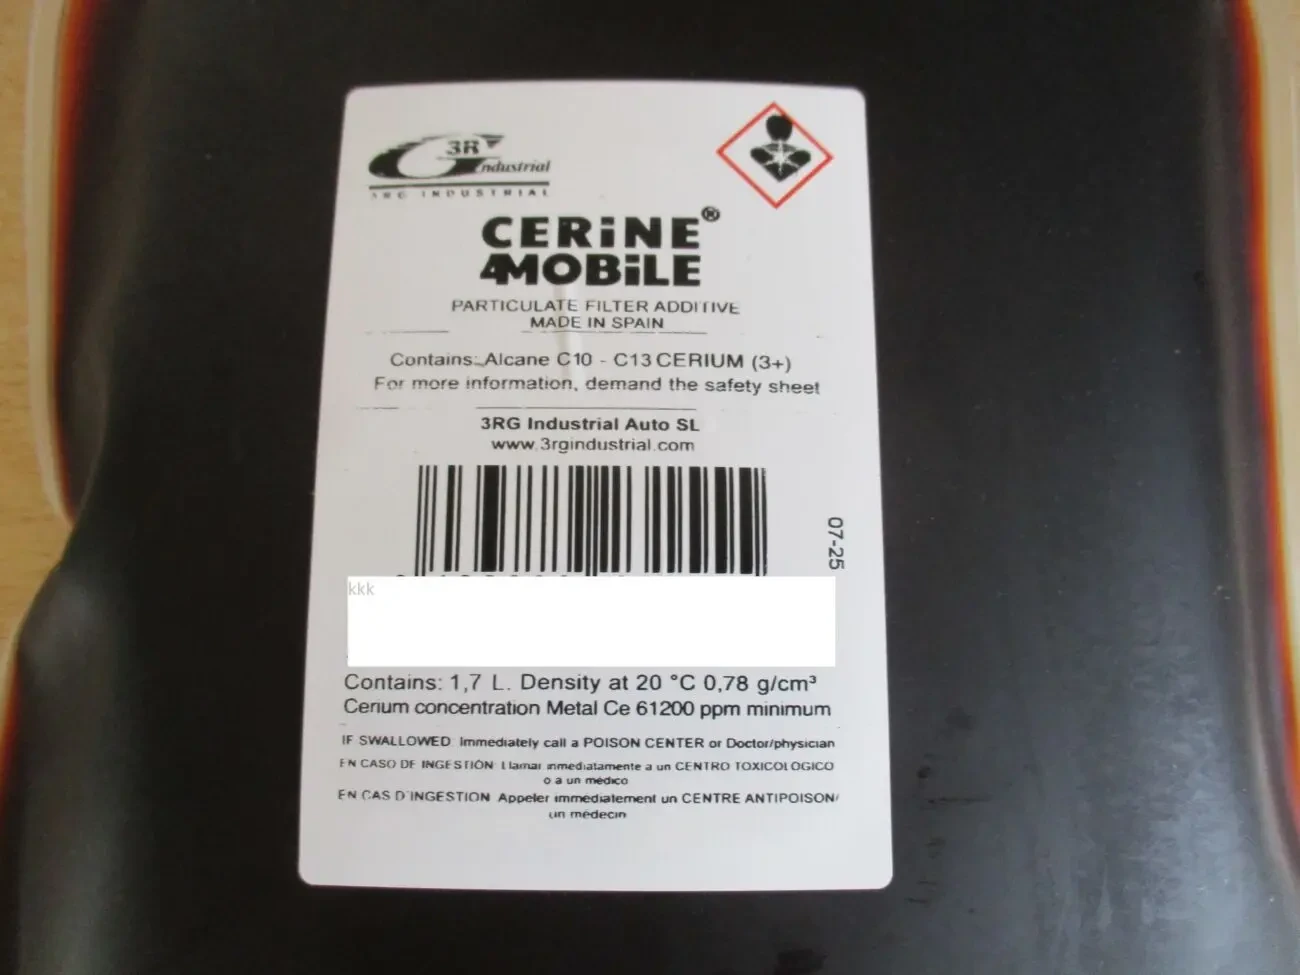 3R
Industrial
3RG INDUSTRIAL
CERiNE®
4MOBiLE
PARTICULATE FILTER ADDITIVE
MADE IN SPAIN
Contains: Alcane C10 - C13 CERIUM (3+)
For more information, demand the safety sheet
3RG Industrial Auto SL
www.3rgindustrial.com
07-25
kkk
Contains: 1,7 L. Density at 20 °C 0,78 g/cm³
Cerium concentration Metal Ce 61200 ppm minimum
IF SWALLOWED: Immediately call a POISON CENTER or Doctor/physician
EN CASO DE INGESTIÓN: Llamar inmediatamente a un CENTRO TOXICOLOGICO
o a un médico
EN CAS D'INGESTION Appeler immédiatement un CENTRE ANTIPOISON/
un médecin